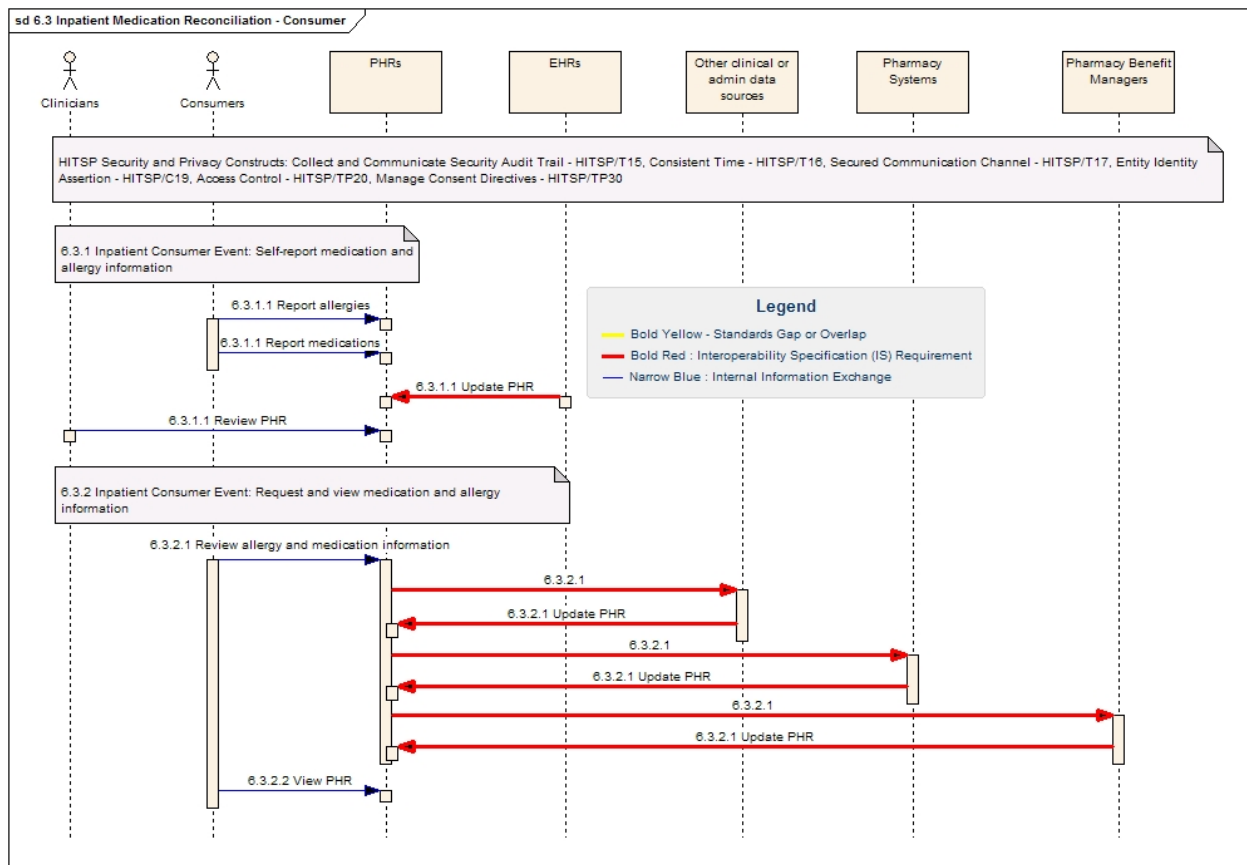 sd 6.3 Inpatient Medication Reconciliation - Consumer
Clinicians
Consumers
PHRs
EHRs
Other clinical or
admin data
sources
Pharmacy
Systems
Pharmacy Benefit
Managers
HITSP Security and Privacy Constructs: Collect and Communicate Security Audit Trail - HITSP/T15, Consistent Time - HITSP/T16, Secured Communication Channel - HITSP/T17, Entity Identity
Assertion - HITSP/C19, Access Control - HITSP/TP20, Manage Consent Directives - HITSP/TP30
6.3.1 Inpatient Consumer Event: Self-report medication and
allergy information
6.3.1.1 Report allergies
6.3.1.1 Report medications
6.3.1.1 Update PHR
6.3.1.1 Review PHR
Legend
Bold Yellow - Standards Gap or Overlap
Bold Red : Interoperability Specification (IS) Requirement
Narrow Blue : Internal Information Exchange
6.3.2 Inpatient Consumer Event: Request and view medication and allergy
information
6.3.2.1 Review allergy and medication information
6.3.2.1
6.3.2.1 Update PHR
6.3.2.1
6.3.2.1 Update PHR
6.3.2.1
6.3.2.1 Update PHR
6.3.2.2 View PHR